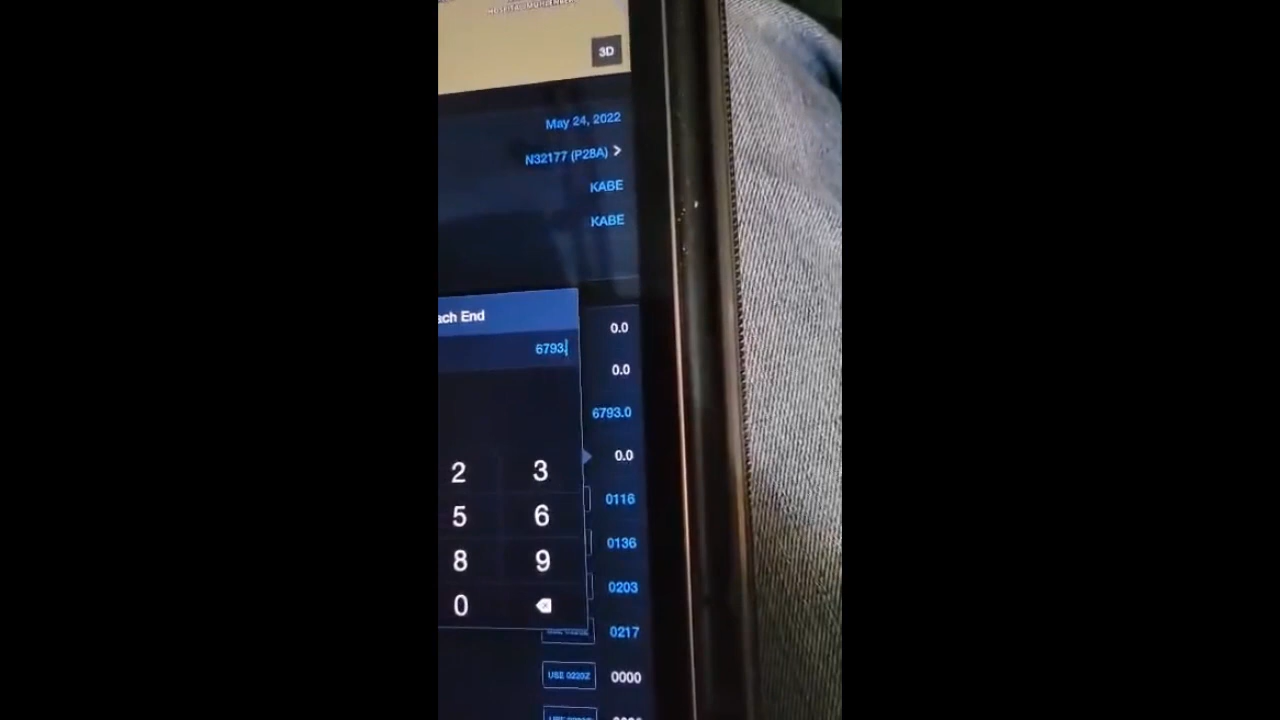 3D
May 24, 2022
N32177 (P28A) >
KABE
KABE
ach End
0.0
6793.
0.0
6793.0
0.0
2 3
0116
5 6
0136
8 9
0203
0
0217
USE 0220Z 0000